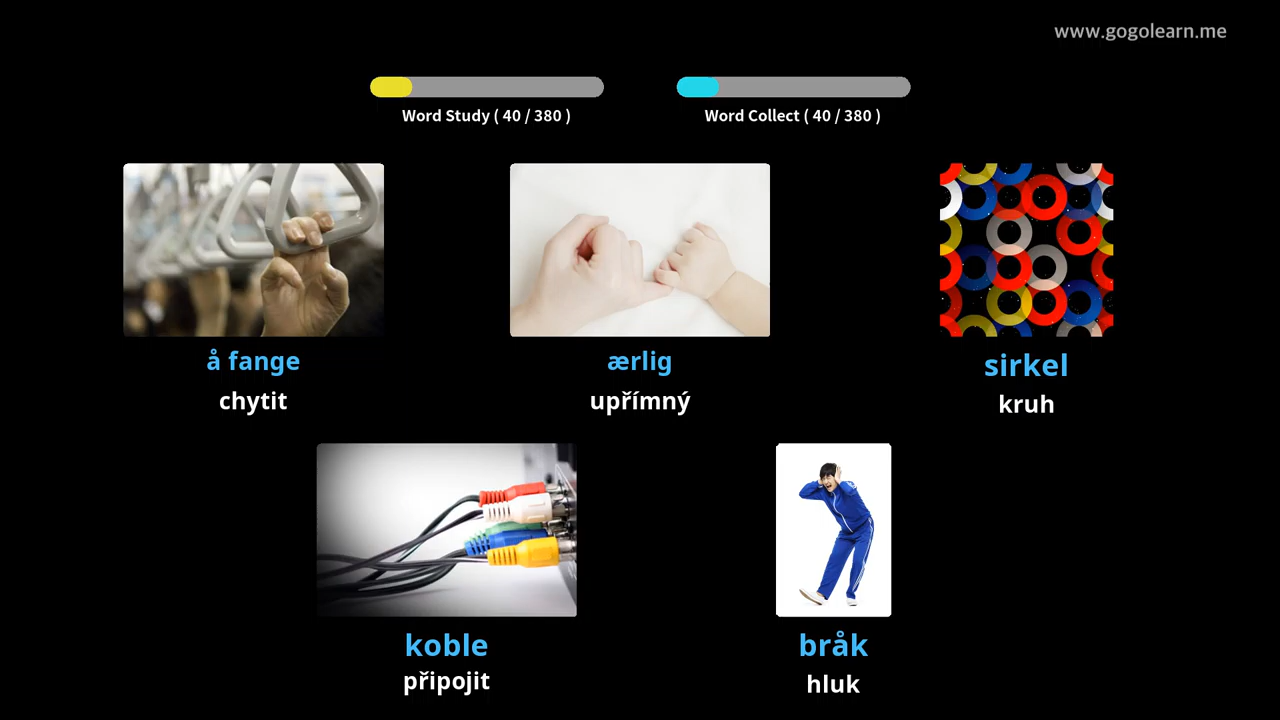 www.gogolearn.me
Word Study ( 40 / 380 )
Word Collect ( 40 / 380 )
å fange
chytit
ærlig
upřímný
sirkel
kruh
koble
připojit
bråk
hluk